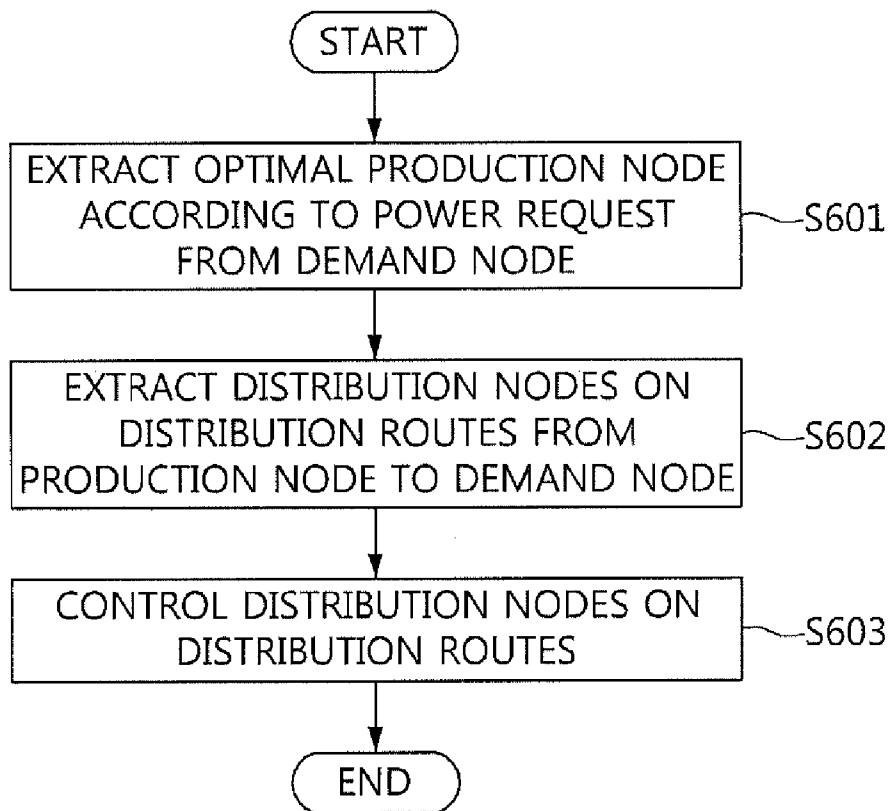 START
EXTRACT OPTIMAL PRODUCTION NODE
ACCORDING TO POWER REQUEST
FROM DEMAND NODE
S601
EXTRACT DISTRIBUTION NODES ON
DISTRIBUTION ROUTES FROM
PRODUCTION NODE TO DEMAND NODE
S602
CONTROL DISTRIBUTION NODES ON
DISTRIBUTION ROUTES
S603
END